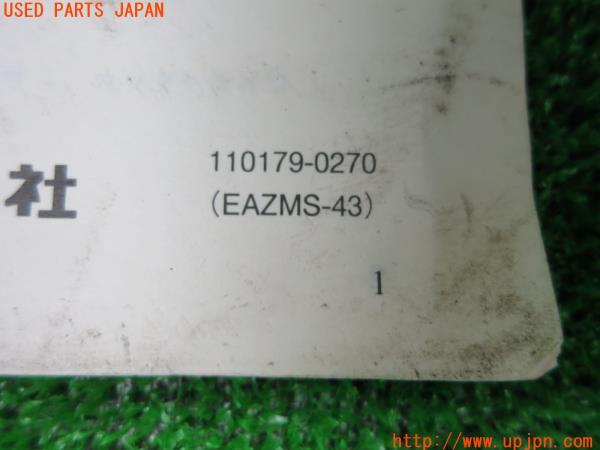 USED PARTS JAPAN
110179-0270
社
(EAZMS-43)
1
http://www.upjpn.com/